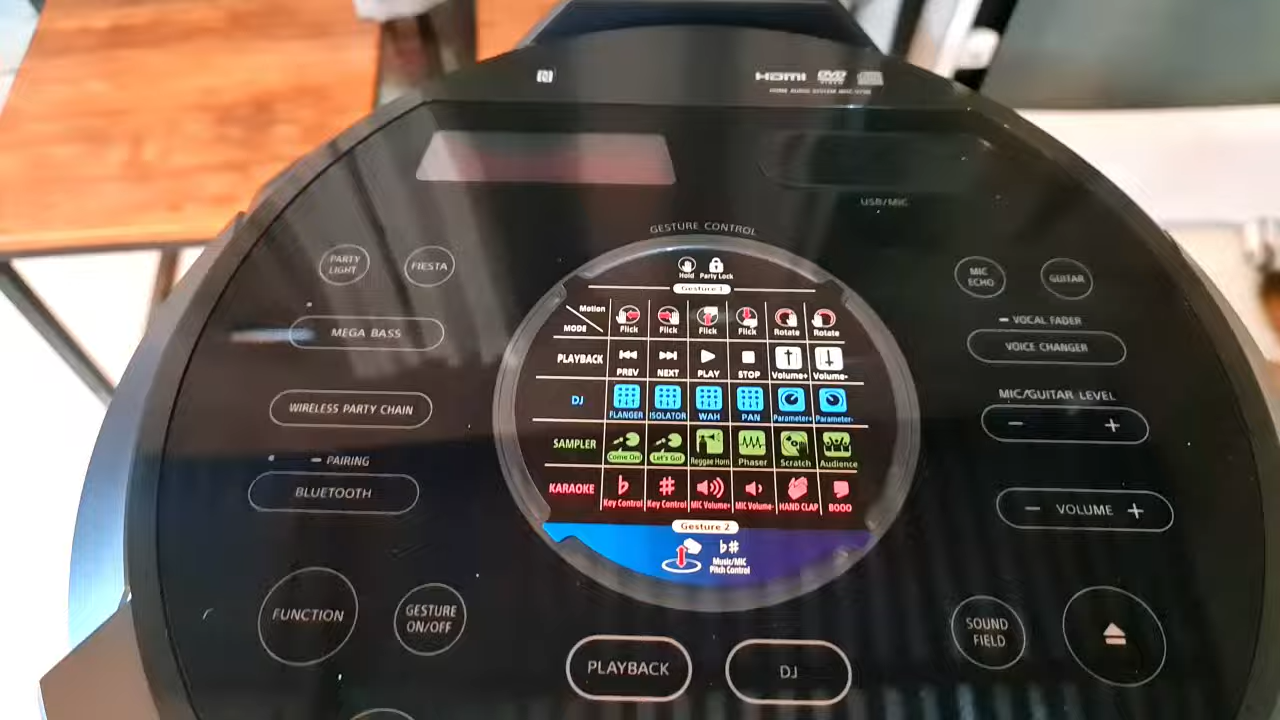 HDMI DVD VIDEO
USB/MIC
GESTURE CONTROL
PARTY LIGHT
FIESTA
MEGA BASS
WIRELESS PARTY CHAIN
PAIRING
BLUETOOTH
FUNCTION
GESTURE ON/OFF
Hold Party Lock
Gesture 1
Motion
MODE Flick Flick Flick Flick Rotate Rotate
PLAYBACK PREV NEXT PLAY STOP Volume+ Volume-
DJ FLANGER ISOLATOR WAH PAN Parameter+ Parameter-
SAMPLER Come On! Let's Go! Reggae Horn Phaser Scratch Audience
KARAOKE ♭ Key Control ♯ Key Control MIC Volume+ MIC Volume- HAND CLAP BOOO
Gesture 2
♭♯
Music/MIC
Pitch Control
MIC ECHO
GUITAR
VOCAL FADER
VOICE CHANGER
MIC/GUITAR LEVEL
− +
− VOLUME +
SOUND FIELD
PLAYBACK
DJ